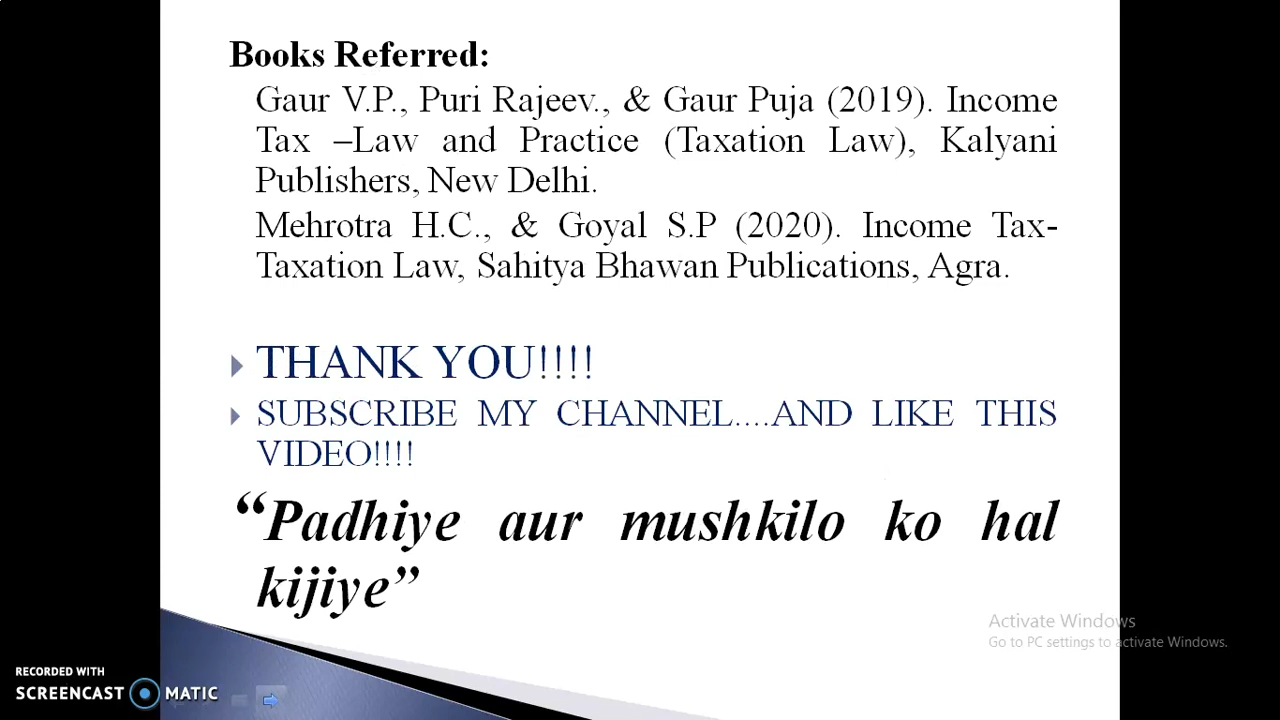 Books Referred:
Gaur V.P., Puri Rajeev., & Gaur Puja (2019). Income
Tax –Law and Practice (Taxation Law), Kalyani
Publishers, New Delhi.
Mehrotra H.C., & Goyal S.P (2020). Income Tax-
Taxation Law, Sahitya Bhawan Publications, Agra.
THANK YOU!!!!
SUBSCRIBE MY CHANNEL....AND LIKE THIS
VIDEO!!!!
“Padhiye aur mushkilo ko hal
kijiye”
Activate Windows
Go to PC settings to activate Windows.
RECORDED WITH
SCREENCAST MATIC